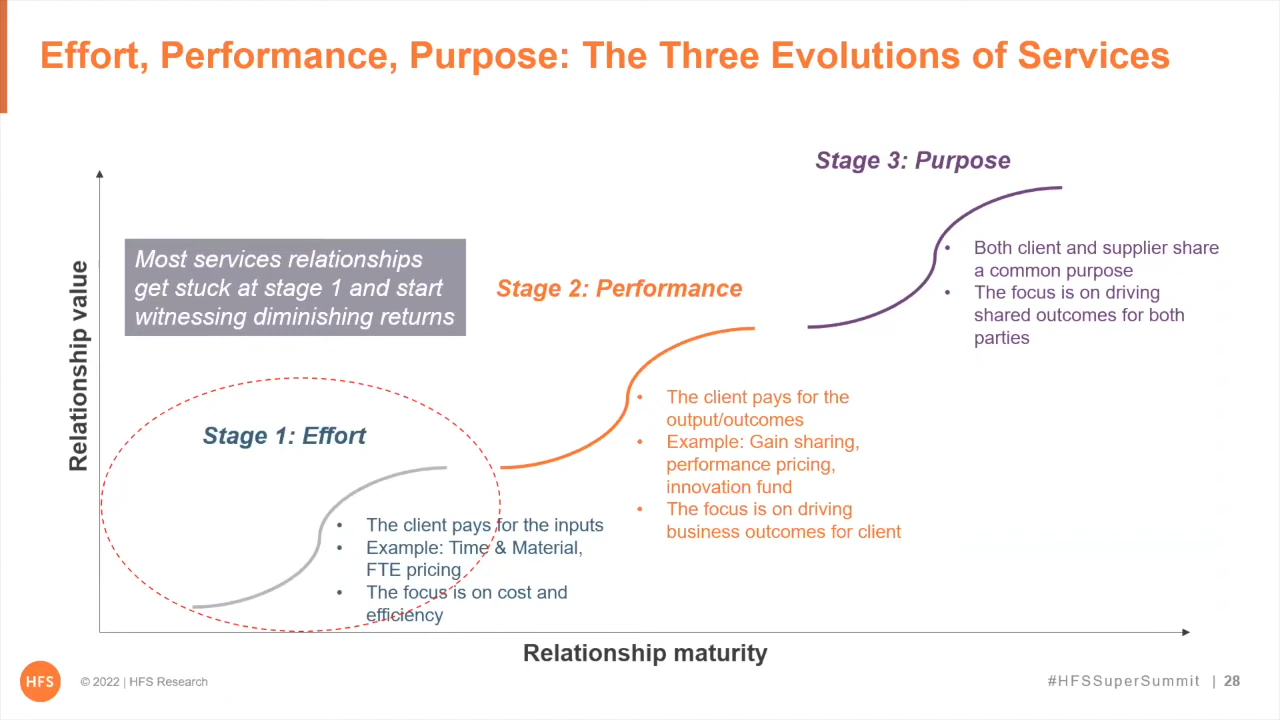 Effort, Performance, Purpose: The Three Evolutions of Services
Stage 3: Purpose
Both client and supplier share
a common purpose
The focus is on driving
shared outcomes for both
parties
Most services relationships
get stuck at stage 1 and start
witnessing diminishing returns
Stage 2: Performance
The client pays for the
output/outcomes
Example: Gain sharing,
performance pricing,
innovation fund
The focus is on driving
business outcomes for client
Stage 1: Effort
The client pays for the inputs
Example: Time & Material,
FTE pricing
The focus is on cost and
efficiency
Relationship value
Relationship maturity
HFS
© 2022 | HFS Research
#HFSSuperSummit | 28